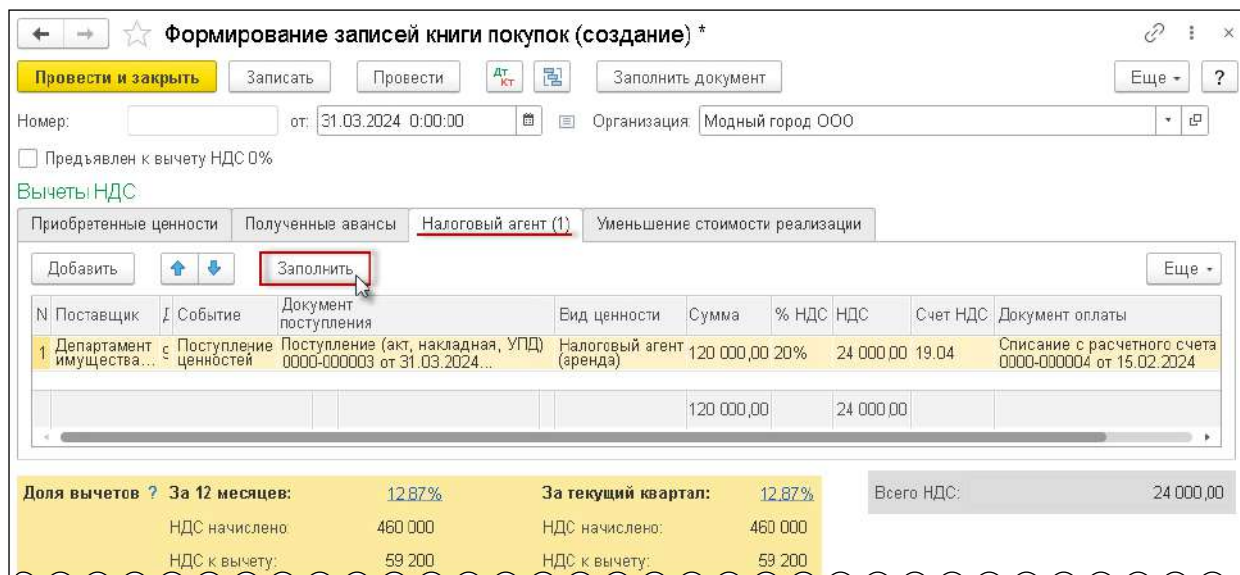 Формирование записей книги покупок (создание) *
Провести и закрыть Записать Провести Дт Кт Заполнить документ Еще ?
Номер: от: 31.03.2024 0:00:00 Организация: Модный город ООО
Предъявлен к вычету НДС 0%
Вычеты НДС
Приобретенные ценности Полученные авансы Налоговый агент (1) Уменьшение стоимости реализации
Добавить Заполнить Еще
N Поставщик Событие Документ поступления Вид ценности Сумма % НДС НДС Счет НДС Документ оплаты
1 Департамент Поступление Поступление (акт, накладная, УПД) Налоговый агент 120 000,00 20% 24 000,00 19.04 Списание с расчетного счета
имущества... ценностей 0000-000003 от 31.03.2024... (аренда) 0000-000004 от 15.02.2024
120 000,00 24 000,00
Доля вычетов ? За 12 месяцев: 12,87% За текущий квартал: 12,87% Всего НДС: 24 000,00
НДС начислено: 460 000 НДС начислено: 460 000
НДС к вычету: 59 200 НДС к вычету: 59 200